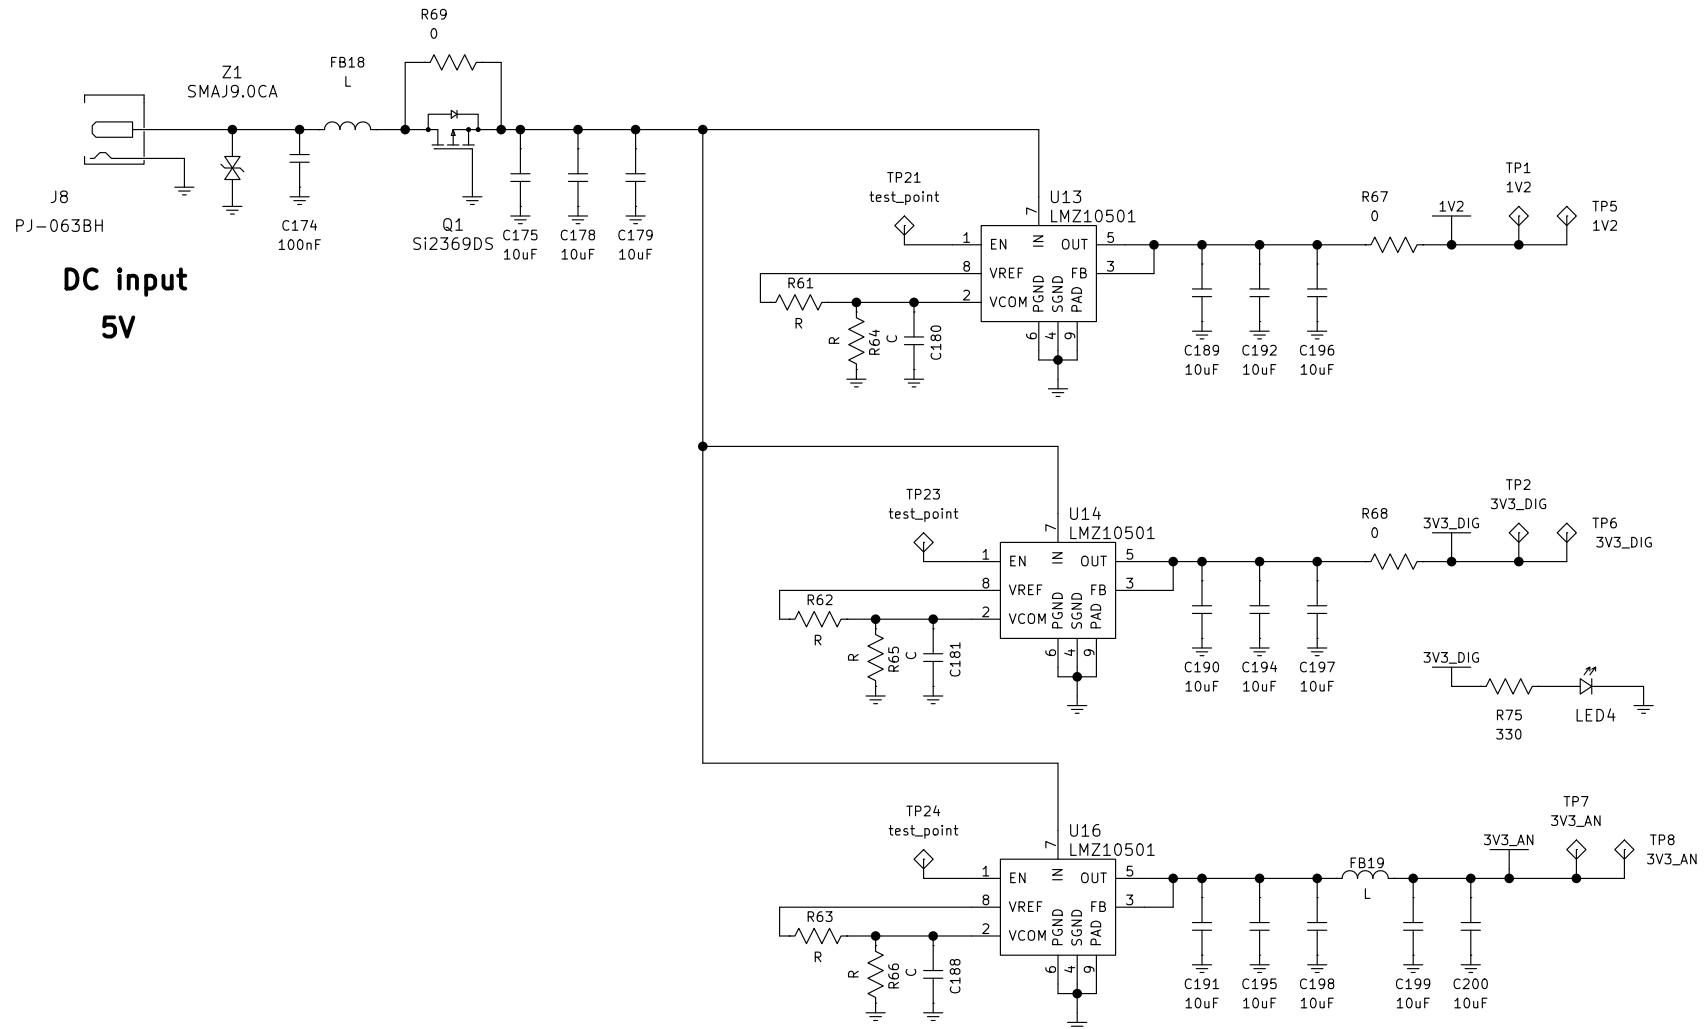 R69
0
FB18
L
Z1
SMAJ9.0CA
J8
PJ-063BH
C174
100nF
Q1
Si2369DS
C175
10uF
C178
10uF
C179
10uF
DC input
5V
TP21
test_point
U13
LMZ10501
7
IN
1 EN
OUT 5
8 VREF
FB 3
2 VCOM
PGND
SGND
PAD
6
4
9
R61
R
R
R64
C
C180
C189
10uF
C192
10uF
C196
10uF
R67
0
1V2
TP1
1V2
TP5
1V2
TP23
test_point
U14
LMZ10501
7
IN
1 EN
OUT 5
8 VREF
FB 3
2 VCOM
PGND
SGND
PAD
6
4
9
R62
R
R
R65
C
C181
C190
10uF
C194
10uF
C197
10uF
R68
0
3V3_DIG
TP2
3V3_DIG
TP6
3V3_DIG
3V3_DIG
R75
330
LED4
TP24
test_point
U16
LMZ10501
7
IN
1 EN
OUT 5
8 VREF
FB 3
2 VCOM
PGND
SGND
PAD
6
4
9
R63
R
R
R66
C
C188
C191
10uF
C195
10uF
C198
10uF
FB19
L
C199
10uF
C200
10uF
3V3_AN
TP7
3V3_AN
TP8
3V3_AN